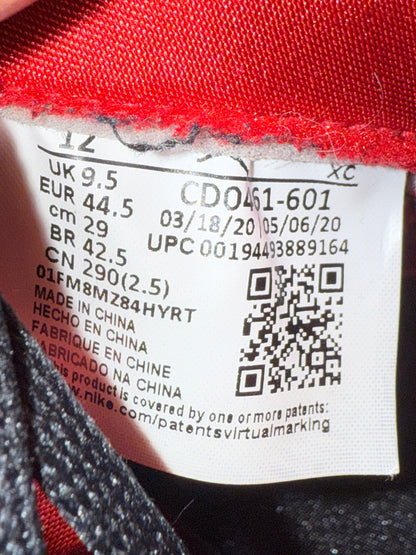 12
XC
UK 9.5
EUR 44.5
cm 29
BR 42.5
CN 290(2.5)
01FM8MZ84HYRT
CD0461-601
03/18/20 05/06/20
UPC 00194493889164
MADE IN CHINA
HECHO EN CHINA
FABRIQUE EN CHINE
FABRICADO NA CHINA
this product is covered by one or more patents:
www.nike.com/patentsvirtualmarking